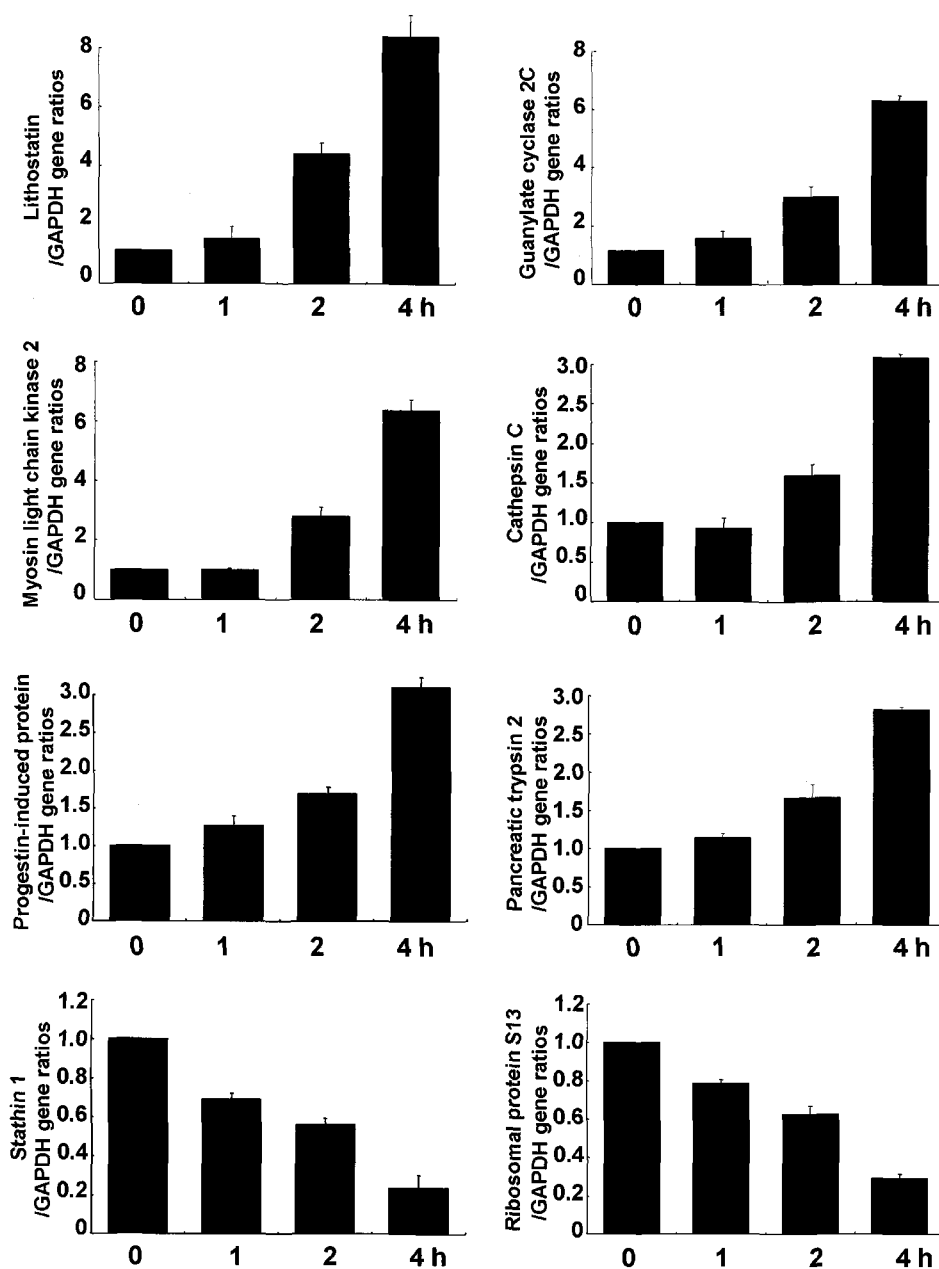 Lithostatin
/GAPDH gene ratios
8
6
4
2
0
0 1 2 4 h
Guanylate cyclase 2C
/GAPDH gene ratios
8
6
4
2
0
0 1 2 4 h
Myosin light chain kinase 2
/GAPDH gene ratios
8
6
4
2
0
0 1 2 4 h
Cathepsin C
/GAPDH gene ratios
3.0
2.5
2.0
1.5
1.0
0.5
0
0 1 2 4 h
Progestin-induced protein
/GAPDH gene ratios
3.0
2.5
2.0
1.5
1.0
0.5
0
0 1 2 4 h
Pancreatic trypsin 2
/GAPDH gene ratios
3.0
2.5
2.0
1.5
1.0
0.5
0
0 1 2 4 h
Stathin 1
/GAPDH gene ratios
1.2
1.0
0.8
0.6
0.4
0.2
0
0 1 2 4 h
Ribosomal protein S13
/GAPDH gene ratios
1.2
1.0
0.8
0.6
0.4
0.2
0
0 1 2 4 h